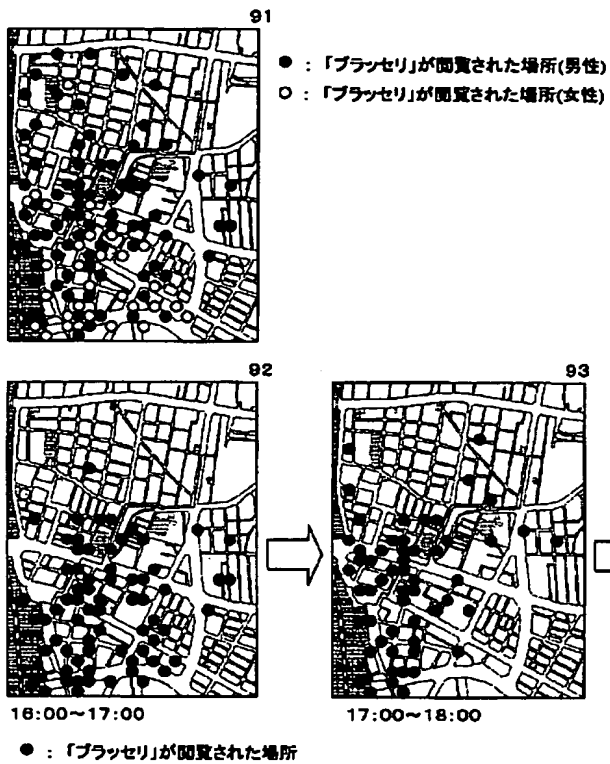 91
● : 「ブラッセリ」が閲覧された場所(男性)
○ : 「ブラッセリ」が閲覧された場所(女性)
92
93
16:00~17:00
17:00~18:00
● : 「ブラッセリ」が閲覧された場所